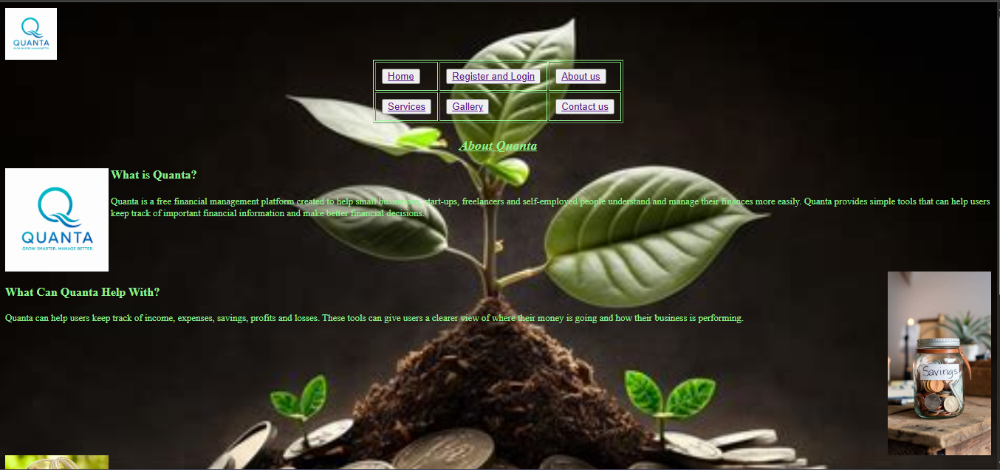 QUANTA
Home
Register and Login
About us
Services
Gallery
Contact us
About Quanta
What is Quanta?
Quanta is a free financial management platform created to help small businesses, start-ups, freelancers and self-employed people understand and manage their finances more easily. Quanta provides simple tools that can help users
keep track of important financial information and make better financial decisions.
QUANTA
GROW SMARTER. MANAGE BETTER.
What Can Quanta Help With?
Quanta can help users keep track of income, expenses, savings, profits and losses. These tools can give users a clearer view of where their money is going and how their business is performing.
Savings